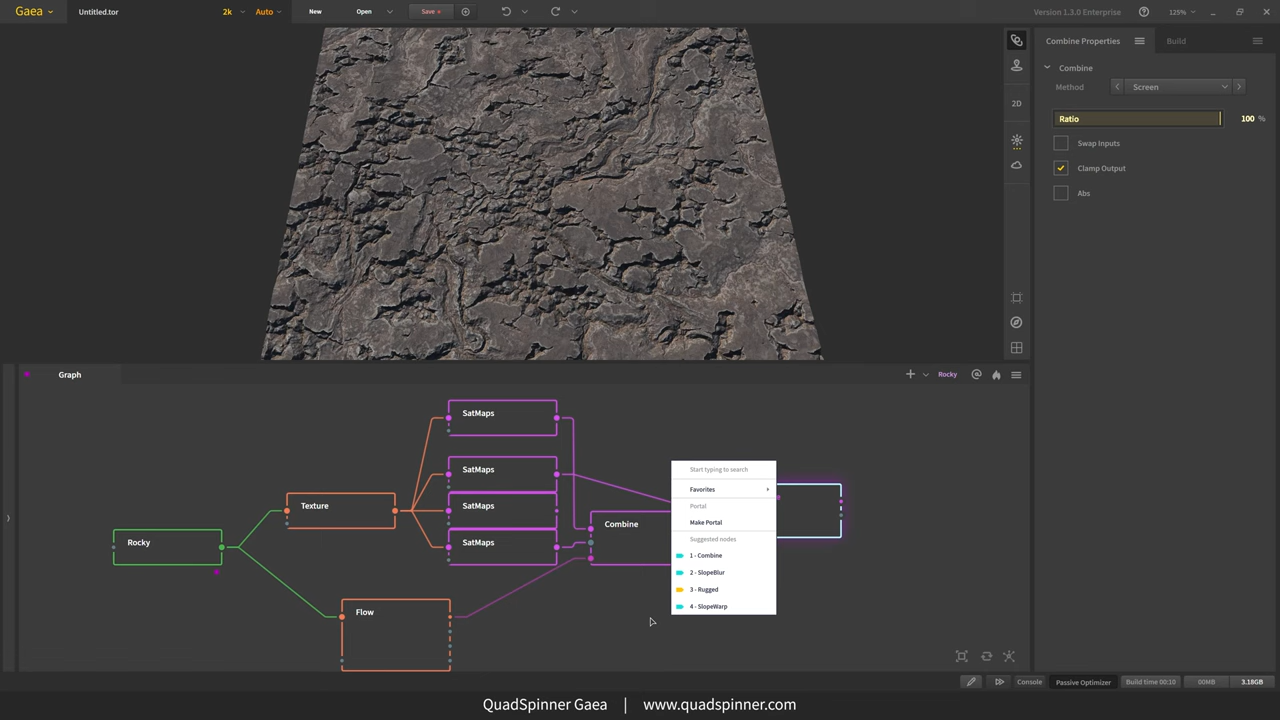 Gaea
Untitled.tor
2k
Auto
New
Open
Save
Version 1.3.0 Enterprise
125%
Combine Properties
Build
Combine
Method
Screen
Ratio
100 %
Swap Inputs
Clamp Output
Abs
2D
Graph
Rocky
SatMaps
SatMaps
SatMaps
SatMaps
Texture
Rocky
Combine
Flow
Start typing to search
Favorites
Portal
Make Portal
Suggested nodes
1 - Combine
2 - SlopeBlur
3 - Rugged
4 - SlopeWarp
Console
Passive Optimizer
Build time 00:10
00MB
3.18GB
QuadSpinner Gaea | www.quadspinner.com